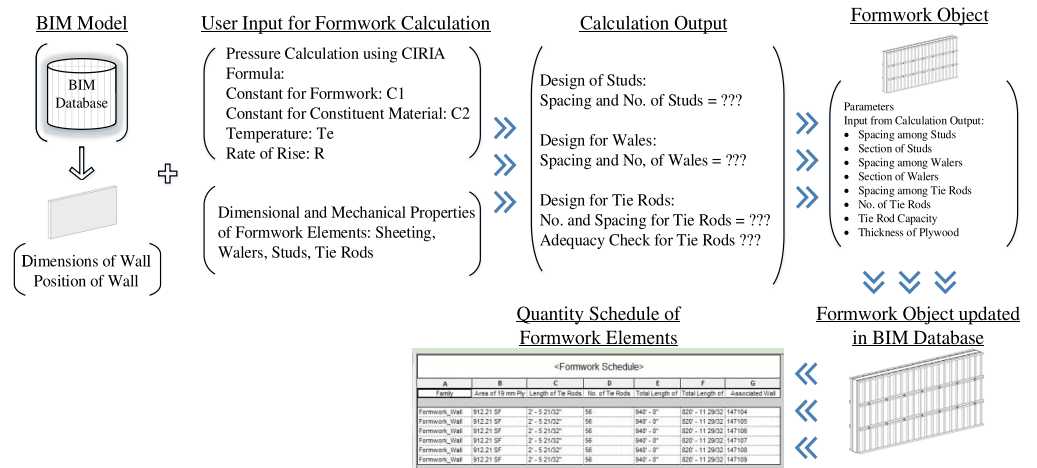 BIM Model
BIM
Database
Dimensions of Wall
Position of Wall
User Input for Formwork Calculation
Pressure Calculation using CIRIA
Formula:
Constant for Formwork: C1
Constant for Constituent Material: C2
Temperature: Te
Rate of Rise: R
Dimensional and Mechanical Properties
of Formwork Elements: Sheeting,
Walers, Studs, Tie Rods
Calculation Output
Design of Studs:
Spacing and No. of Studs = ???
Design for Wales:
Spacing and No, of Wales = ???
Design for Tie Rods:
No. and Spacing for Tie Rods = ???
Adequacy Check for Tie Rods ???
Formwork Object
Parameters
Input from Calculation Output:
• Spacing among Studs
• Section of Studs
• Spacing among Walers
• Section of Walers
• Spacing among Tie Rods
• No. of Tie Rods
• Tie Rod Capacity
• Thickness of Plywood
Formwork Object updated
in BIM Database
Quantity Schedule of
Formwork Elements
<Formwork Schedule>
A B C D E F G
Family Area of 19 mm Ply Length of Tie Rods No. of Tie Rods Total Length of Total Length of Associated Wall
Formwork_Wall 912.21 SF 2' - 5 21/32" 56 940' - 0" 820' - 11 29/32 147104
Formwork_Wall 912.21 SF 2' - 5 21/32" 56 940' - 0" 820' - 11 29/32 147105
Formwork_Wall 912.21 SF 2' - 5 21/32" 56 940' - 0" 820' - 11 29/32 147106
Formwork_Wall 912.21 SF 2' - 5 21/32" 56 940' - 0" 820' - 11 29/32 147107
Formwork_Wall 912.21 SF 2' - 5 21/32" 56 940' - 0" 820' - 11 29/32 147108
Formwork_Wall 912.21 SF 2' - 5 21/32" 56 940' - 0" 820' - 11 29/32 147109